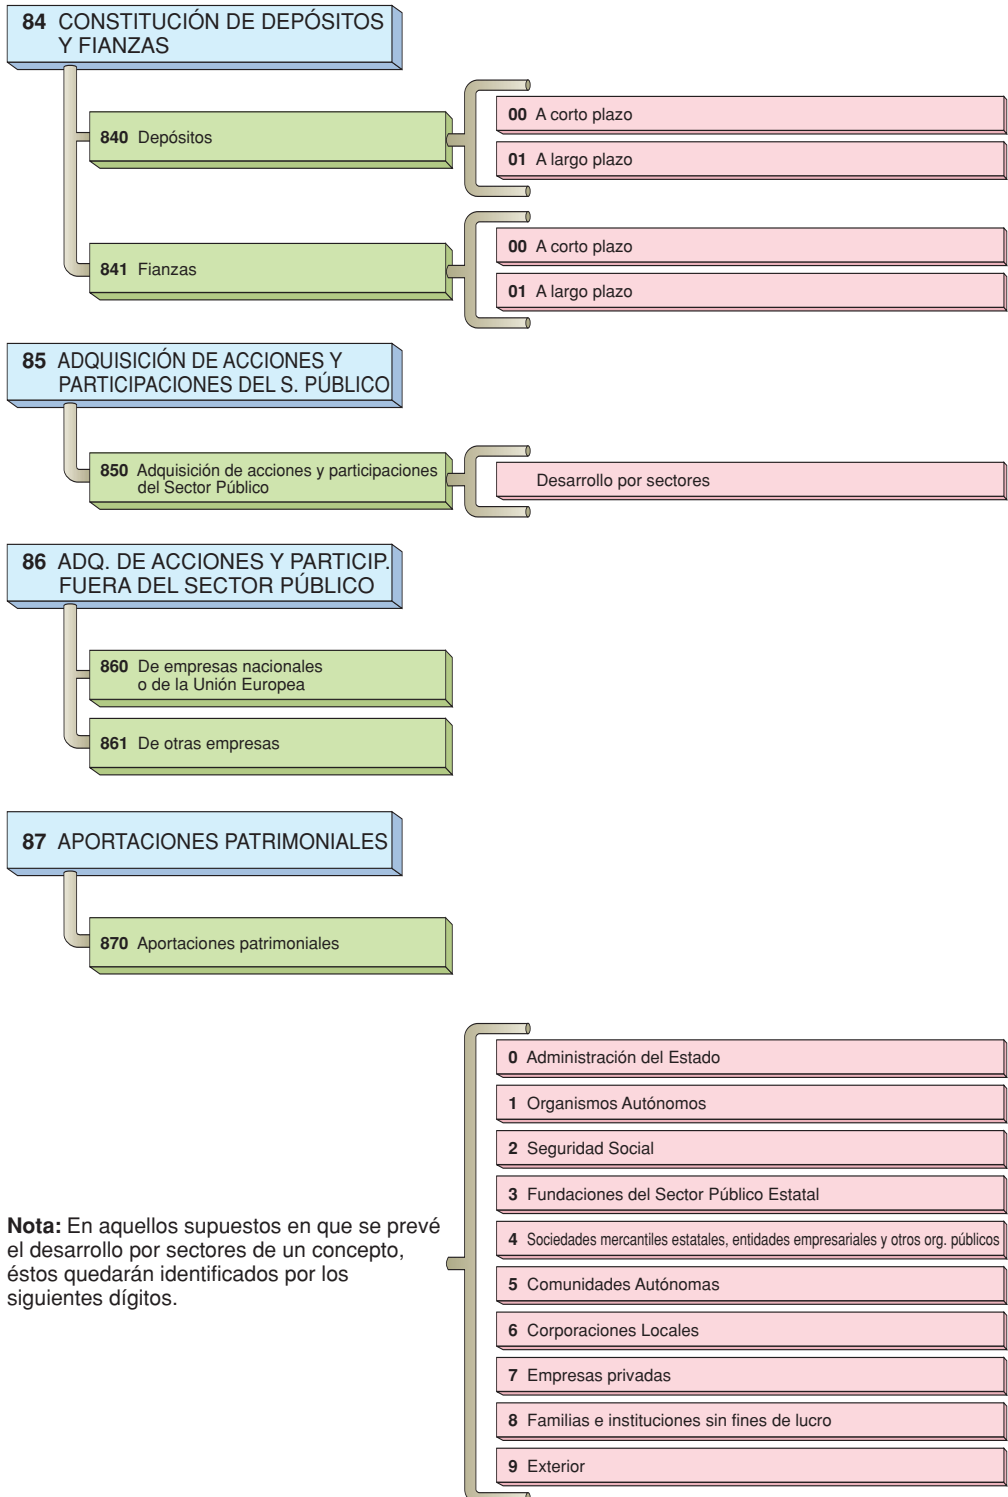 84 CONSTITUCIÓN DE DEPÓSITOS
Y FIANZAS
840 Depósitos
00 A corto plazo
01 A largo plazo
841 Fianzas
00 A corto plazo
01 A largo plazo
85 ADQUISICIÓN DE ACCIONES Y
PARTICIPACIONES DEL S. PÚBLICO
850 Adquisición de acciones y participaciones
del Sector Público
Desarrollo por sectores
86 ADQ. DE ACCIONES Y PARTICIP.
FUERA DEL SECTOR PÚBLICO
860 De empresas nacionales
o de la Unión Europea
861 De otras empresas
87 APORTACIONES PATRIMONIALES
870 Aportaciones patrimoniales
Nota: En aquellos supuestos en que se prevé
el desarrollo por sectores de un concepto,
éstos quedarán identificados por los
siguientes dígitos.
0 Administración del Estado
1 Organismos Autónomos
2 Seguridad Social
3 Fundaciones del Sector Público Estatal
4 Sociedades mercantiles estatales, entidades empresariales y otros org. públicos
5 Comunidades Autónomas
6 Corporaciones Locales
7 Empresas privadas
8 Familias e instituciones sin fines de lucro
9 Exterior